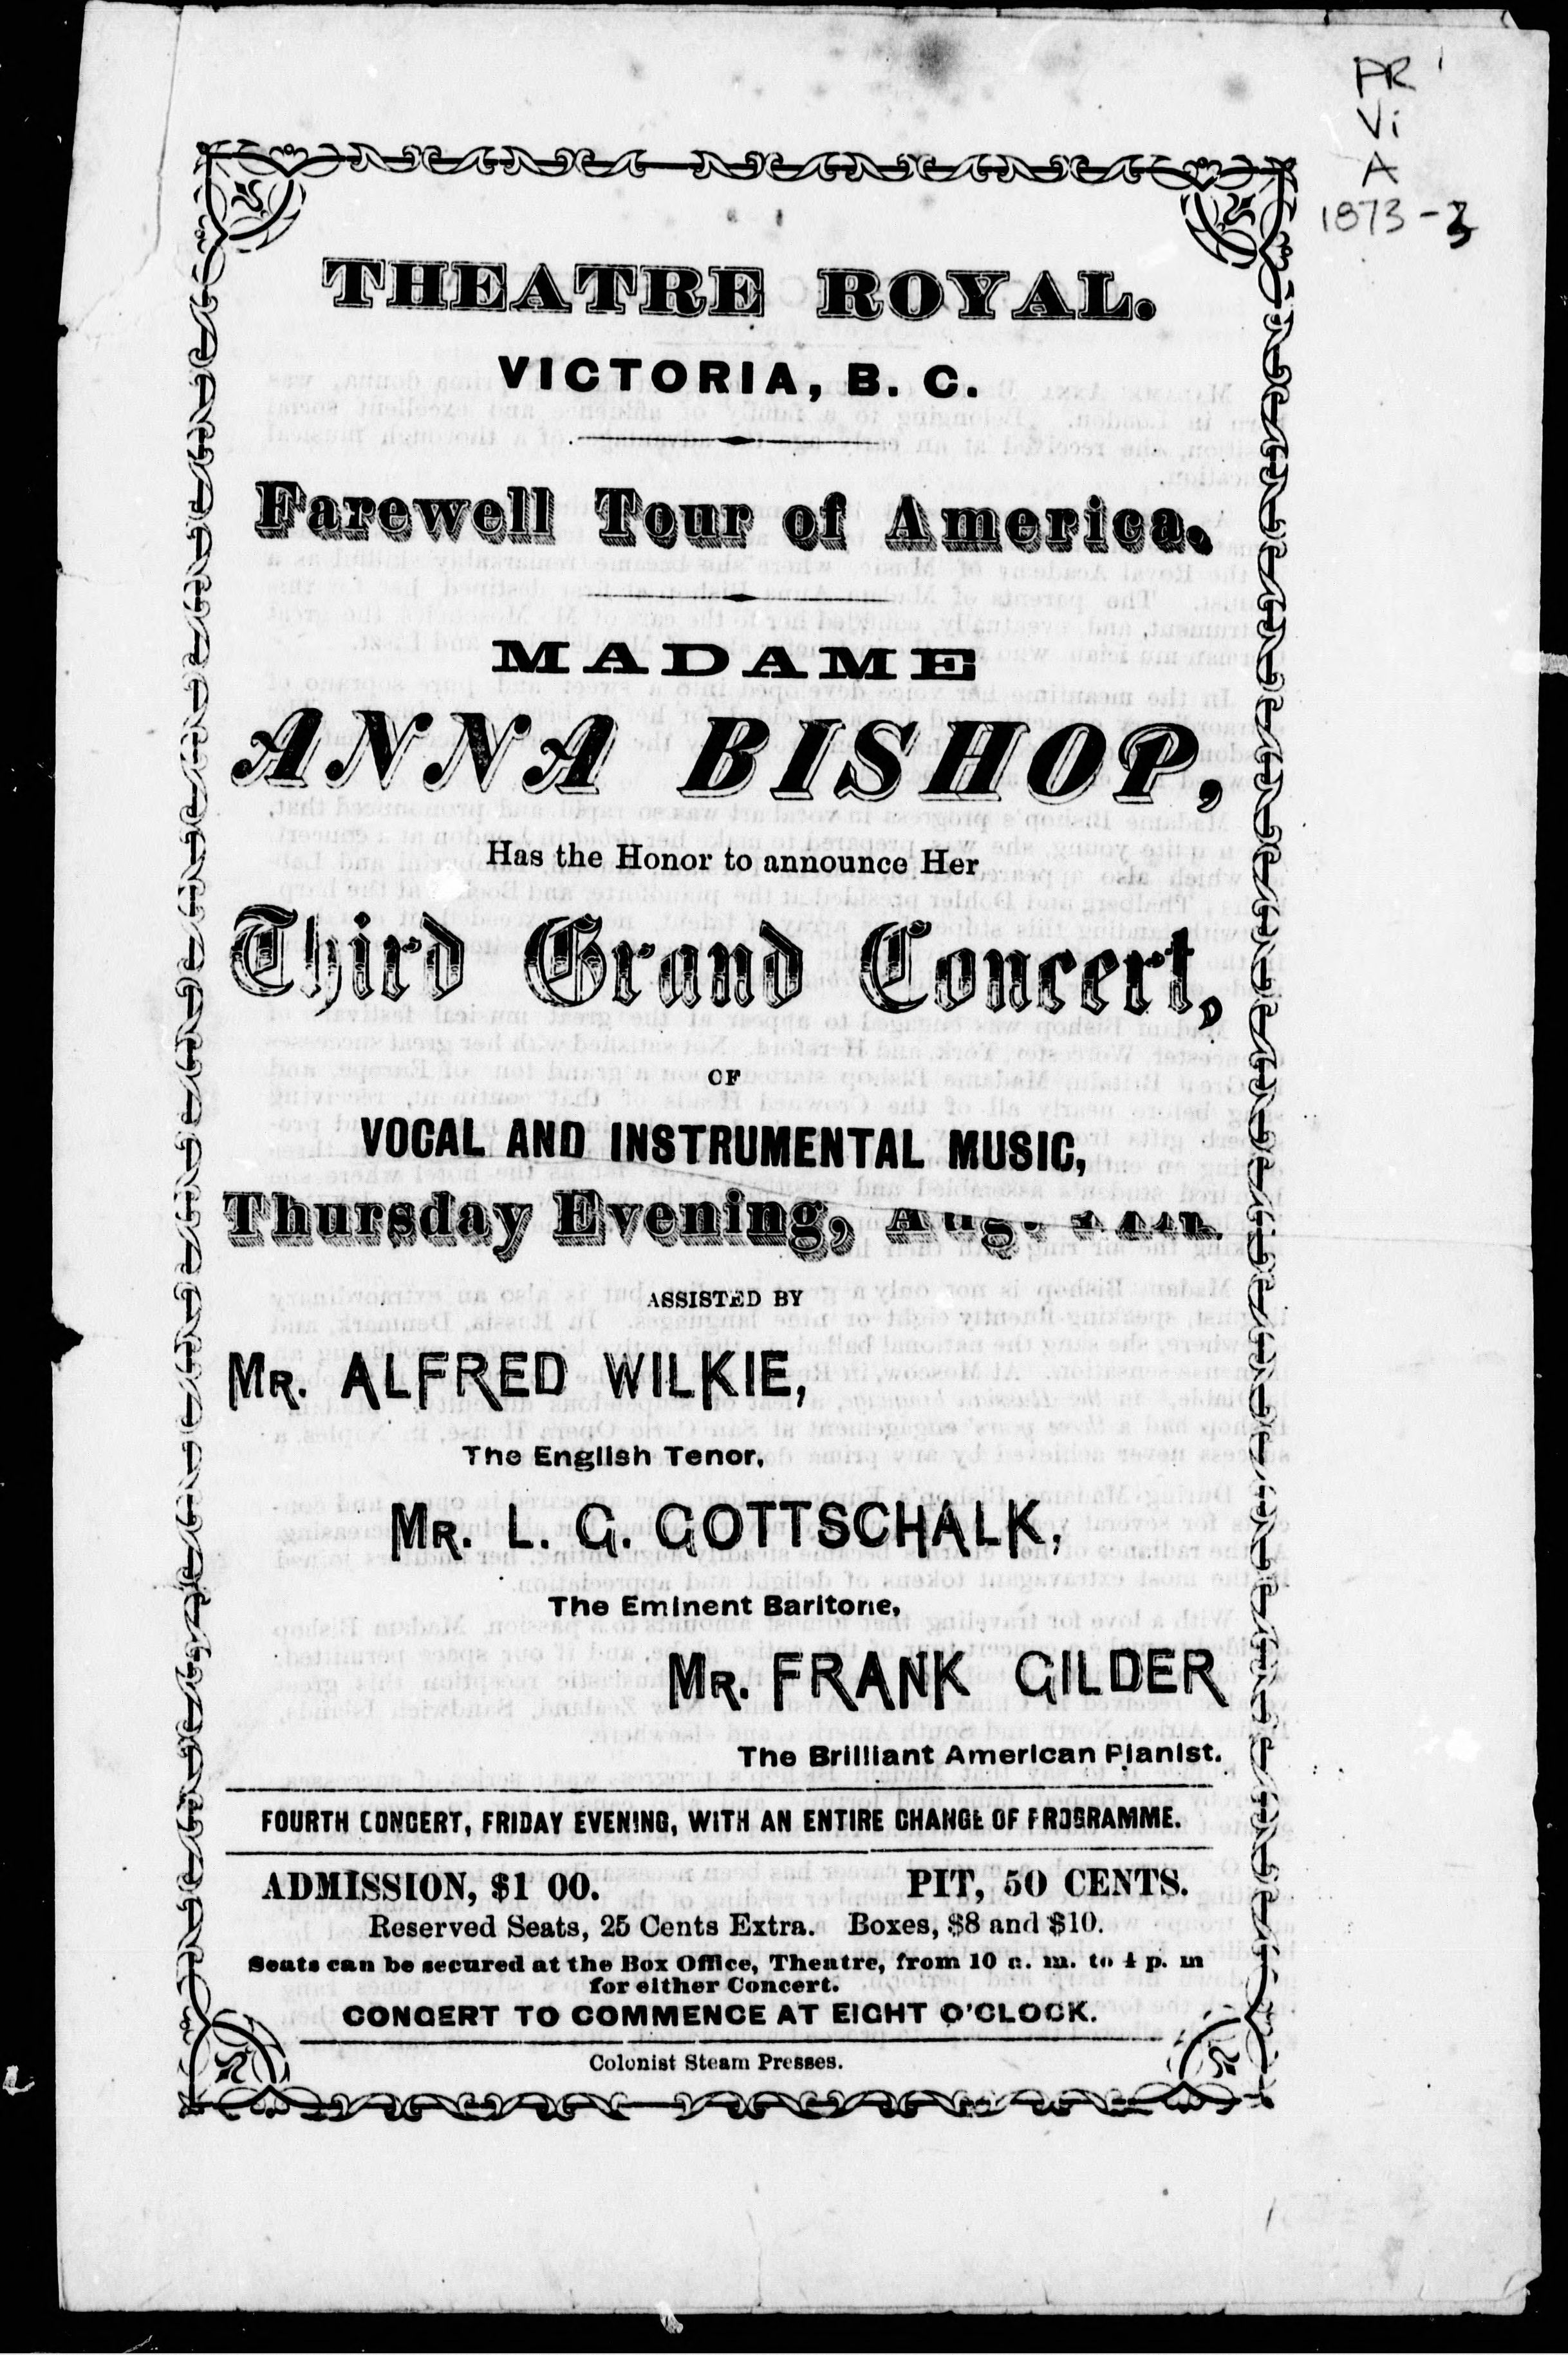 PR
Vi
A
1873-3
THEATRE ROYAL.
VICTORIA, B. C.
Farewell Tour of America.
MADAME
ANNA BISHOP,
Has the Honor to announce Her
Third Grand Concert,
OF
VOCAL AND INSTRUMENTAL MUSIC,
Thursday Evening, Aug.
ASSISTED BY
MR. ALFRED WILKIE,
The English Tenor,
MR. L. G. GOTTSCHALK,
The Eminent Baritone,
MR. FRANK GILDER
The Brilliant American Pianist.
FOURTH CONCERT, FRIDAY EVENING, WITH AN ENTIRE CHANGE OF PROGRAMME.
ADMISSION, $1 00. PIT, 50 CENTS.
Reserved Seats, 25 Cents Extra. Boxes, $8 and $10.
Seats can be secured at the Box Office, Theatre, from 10 a. m. to 4 p. m
for either Concert.
CONCERT TO COMMENCE AT EIGHT O'CLOCK.
Colonist Steam Presses.